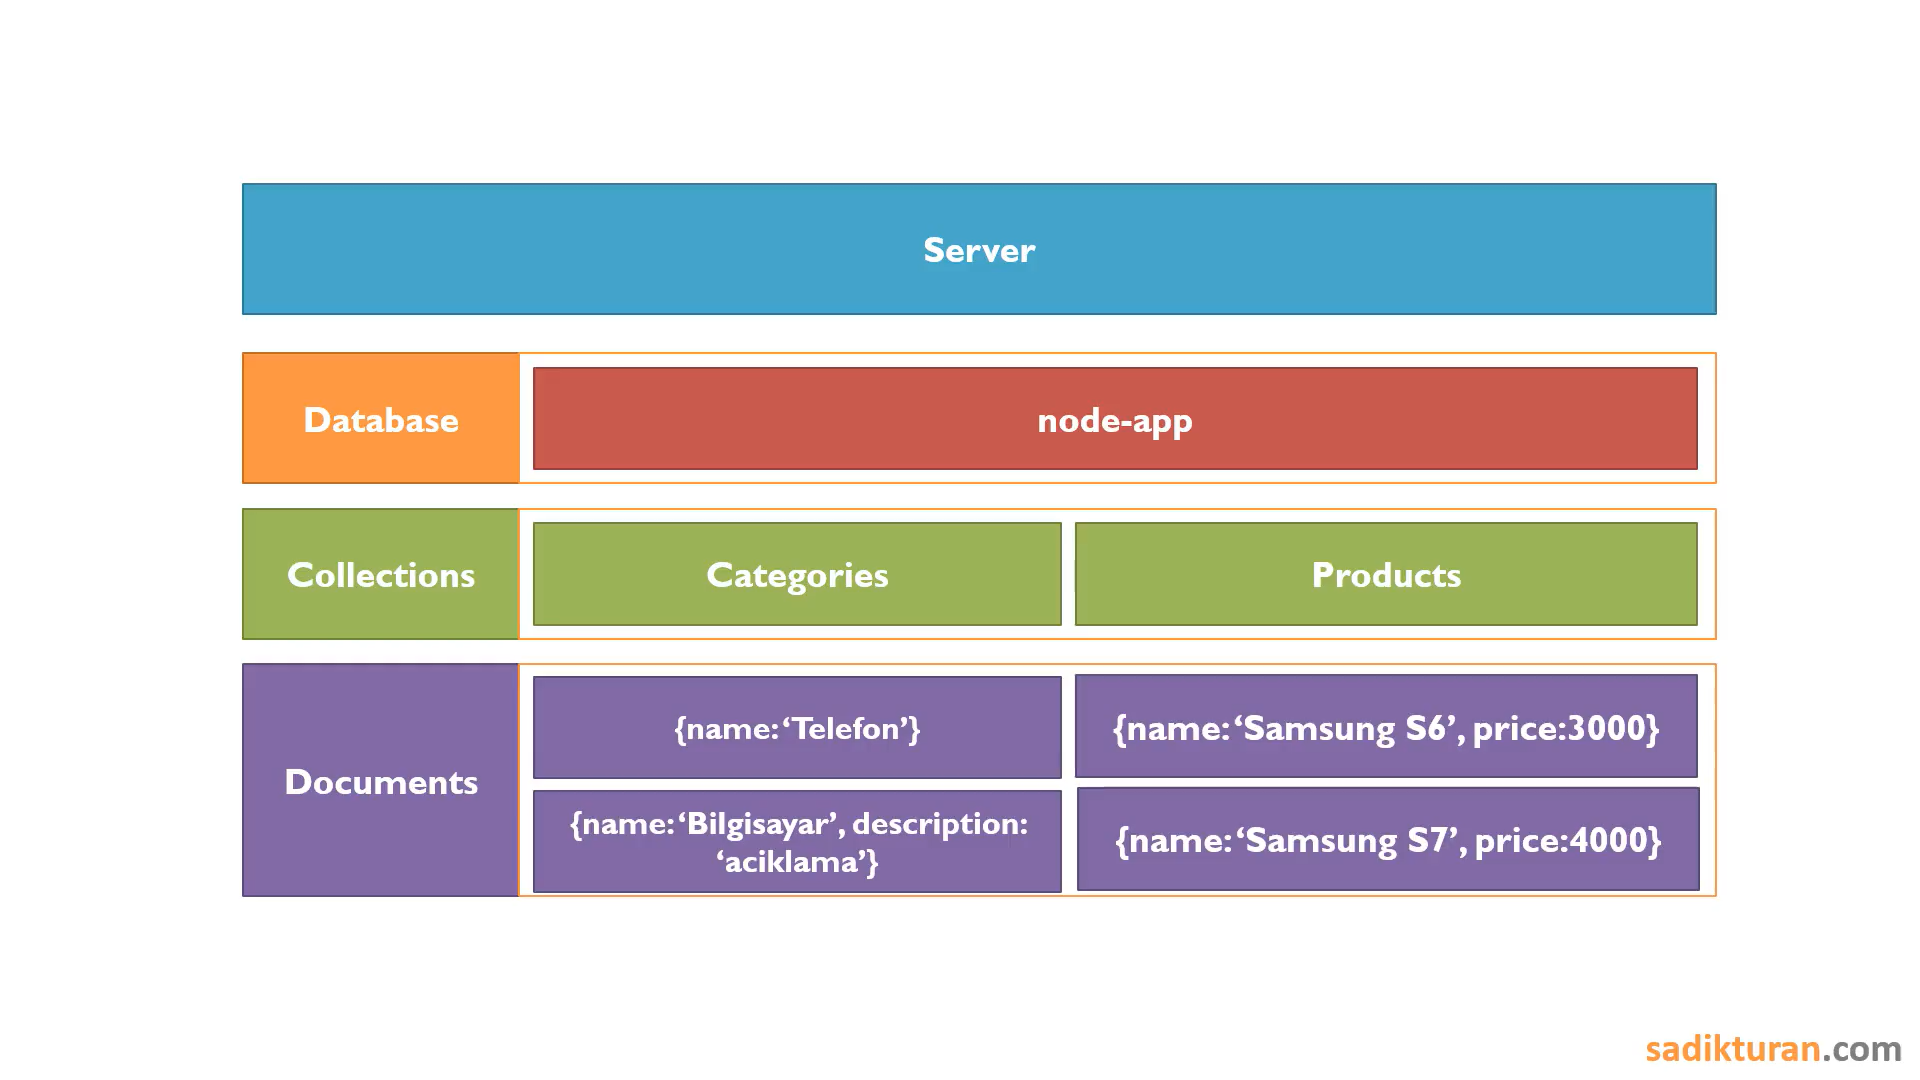 Server
Database
node-app
Collections
Categories
Products
Documents
{name:‘Telefon’}
{name:‘Samsung S6’, price:3000}
{name:‘Bilgisayar’, description:
‘aciklama’}
{name:‘Samsung S7’, price:4000}
sadikturan.com